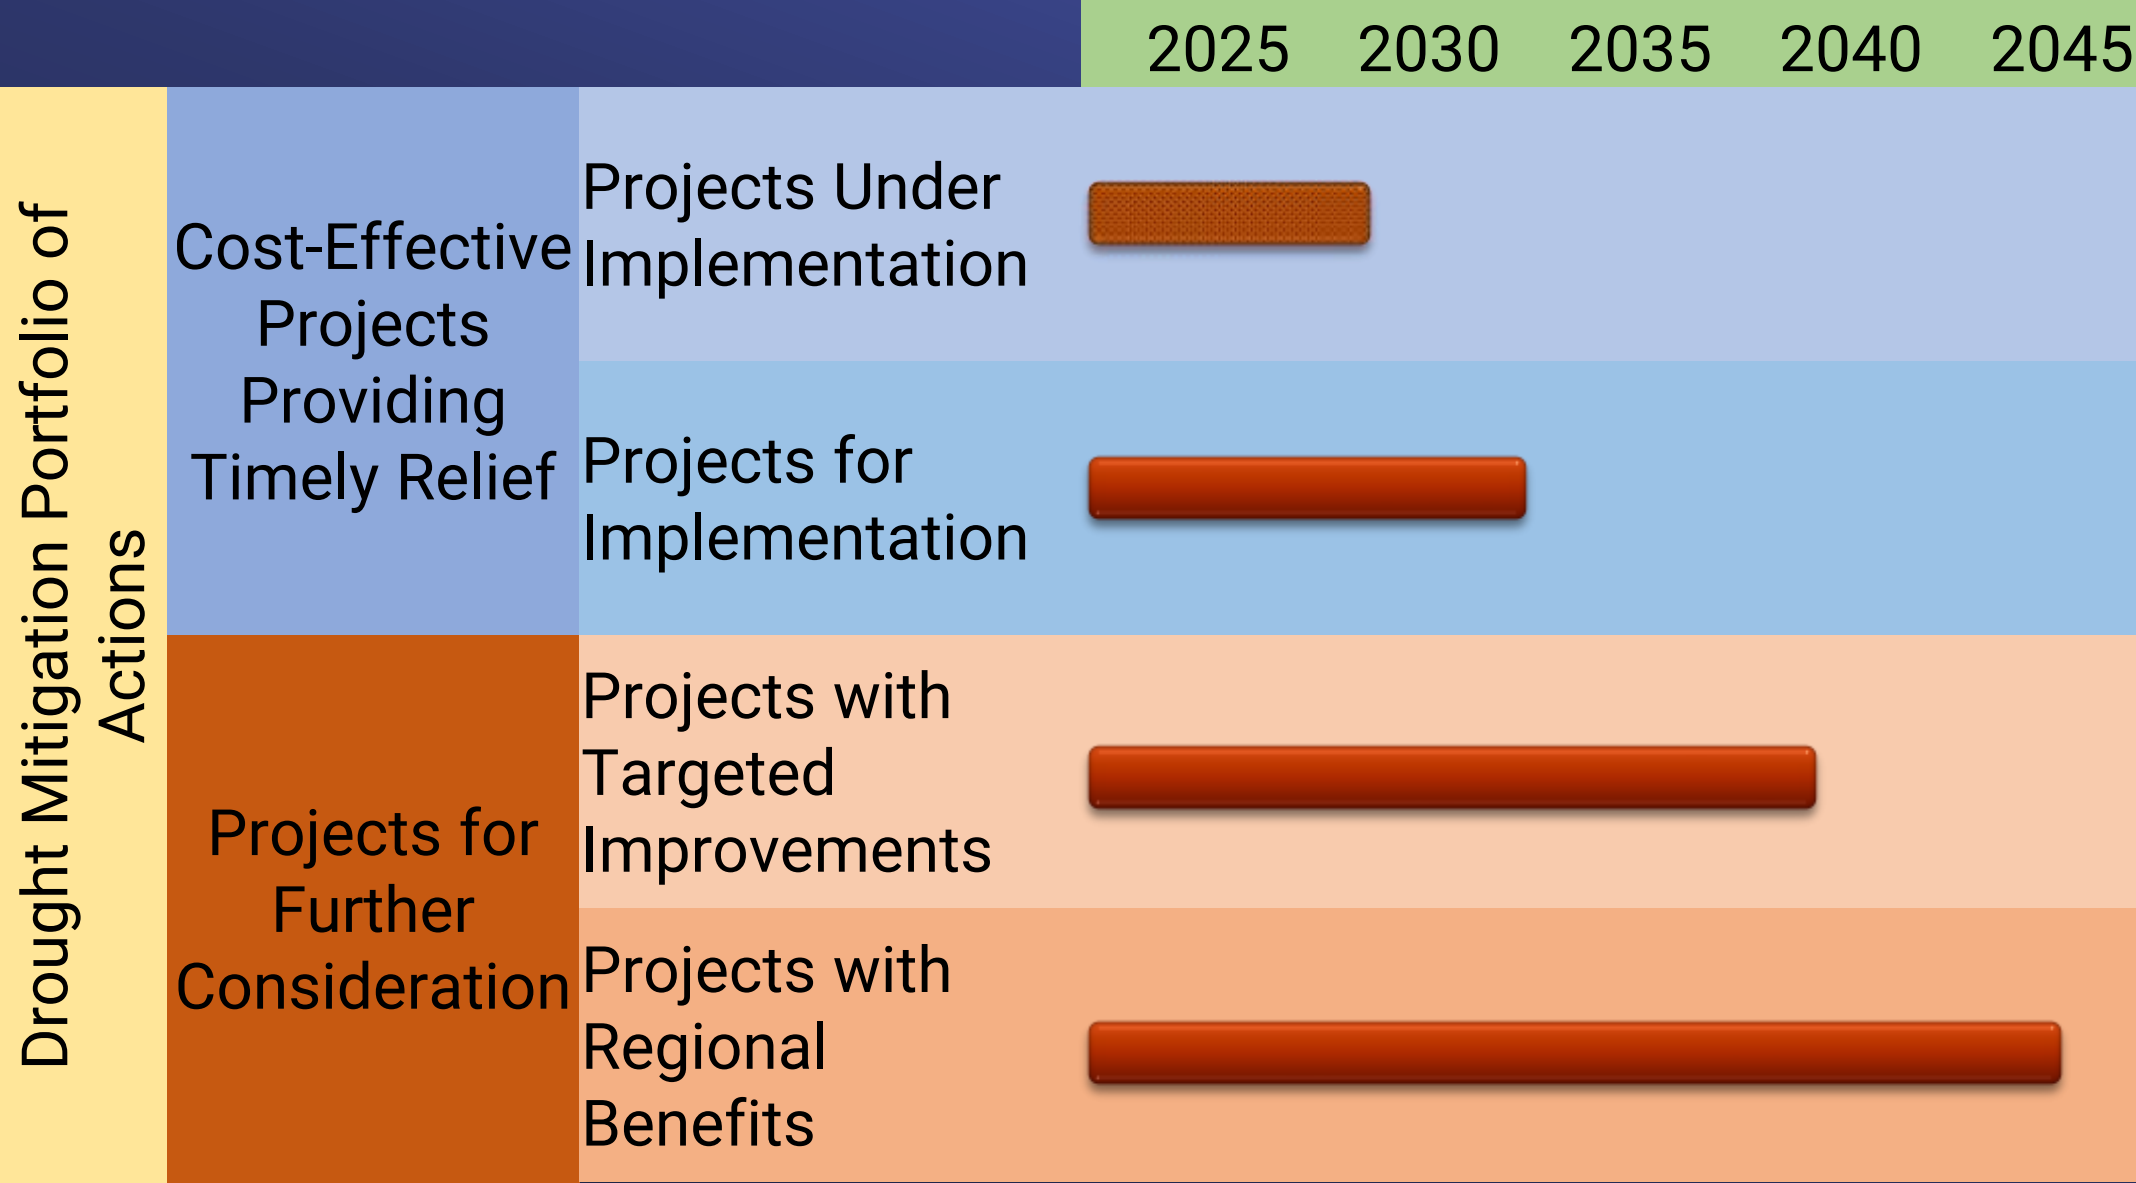 2025 2030 2035 2040 2045
Drought Mitigation Portfolio of
Actions
Cost-Effective
Projects
Providing
Timely Relief
Projects Under
Implementation
Projects for
Implementation
Projects for
Further
Consideration
Projects with
Targeted
Improvements
Projects with
Regional
Benefits